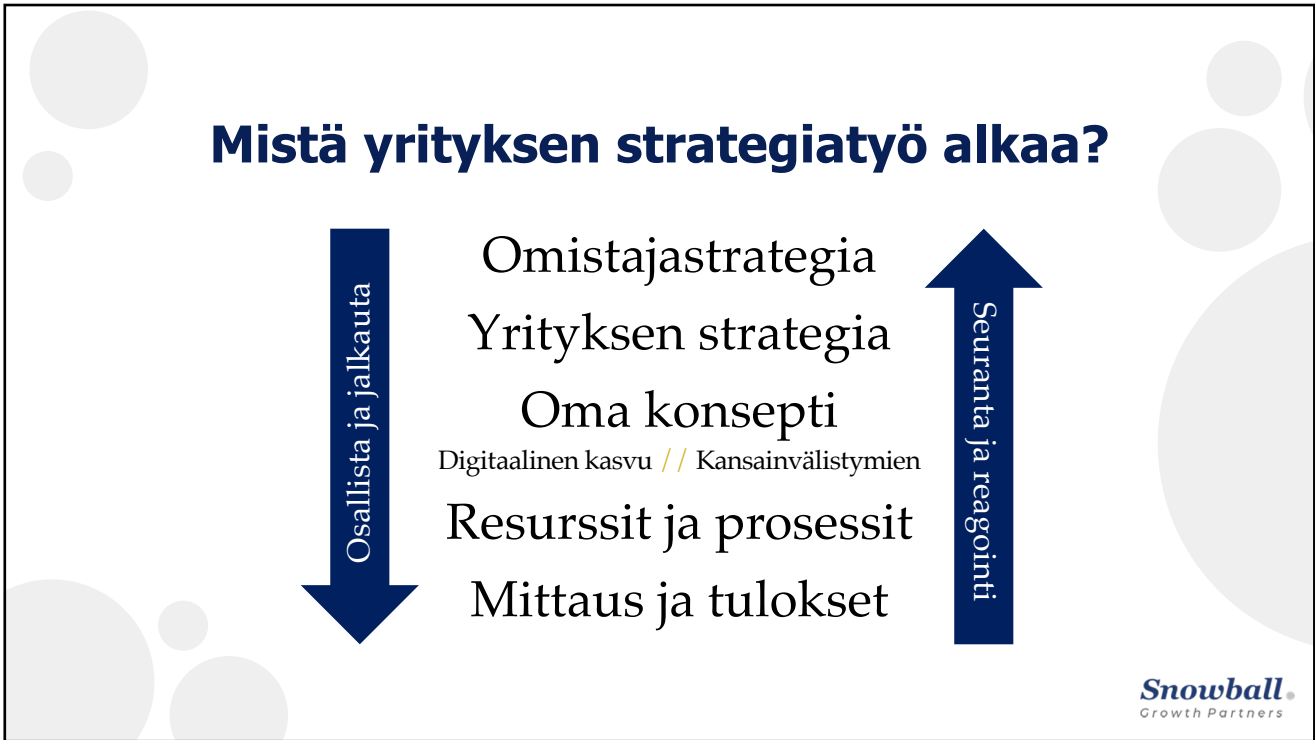 Mistä yrityksen strategiatyö alkaa?
Osallista ja jalkauta
Omistajastrategia
Yrityksen strategia
Oma konsepti
Digitaalinen kasvu // Kansainvälistymien
Resurssit ja prosessit
Mittaus ja tulokset
Seuranta ja reagointi
Snowball.
Growth Partners